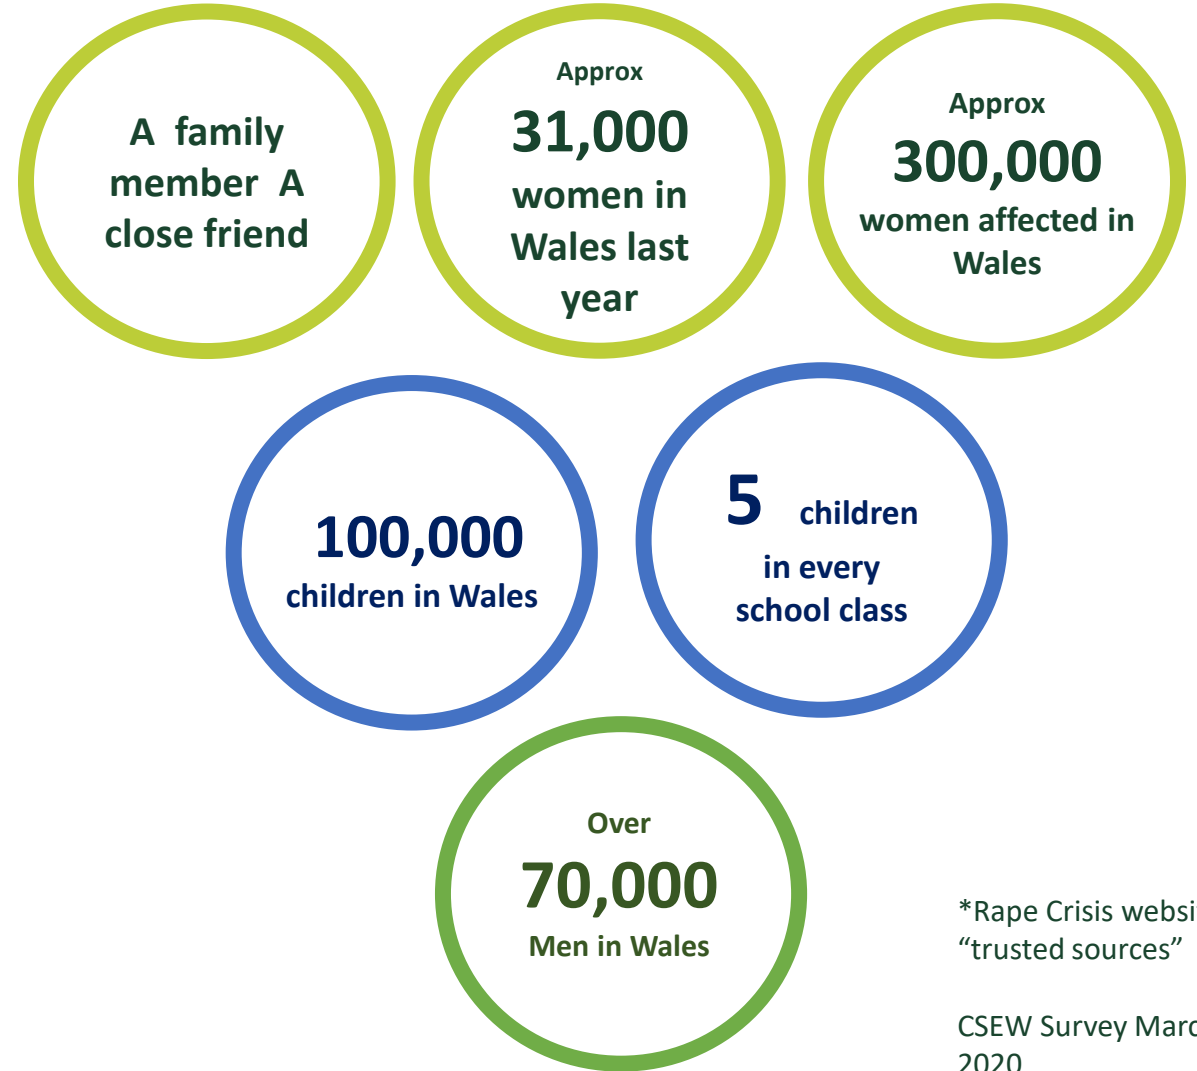 A family
member A
close friend
Approx
31,000
women in
Wales last
year
Approx
300,000
women affected in
Wales
100,000
children in Wales
5 children
in every
school class
Over
70,000
Men in Wales
*Rape Crisis
“trusted sources”
CSEW Survey
2020